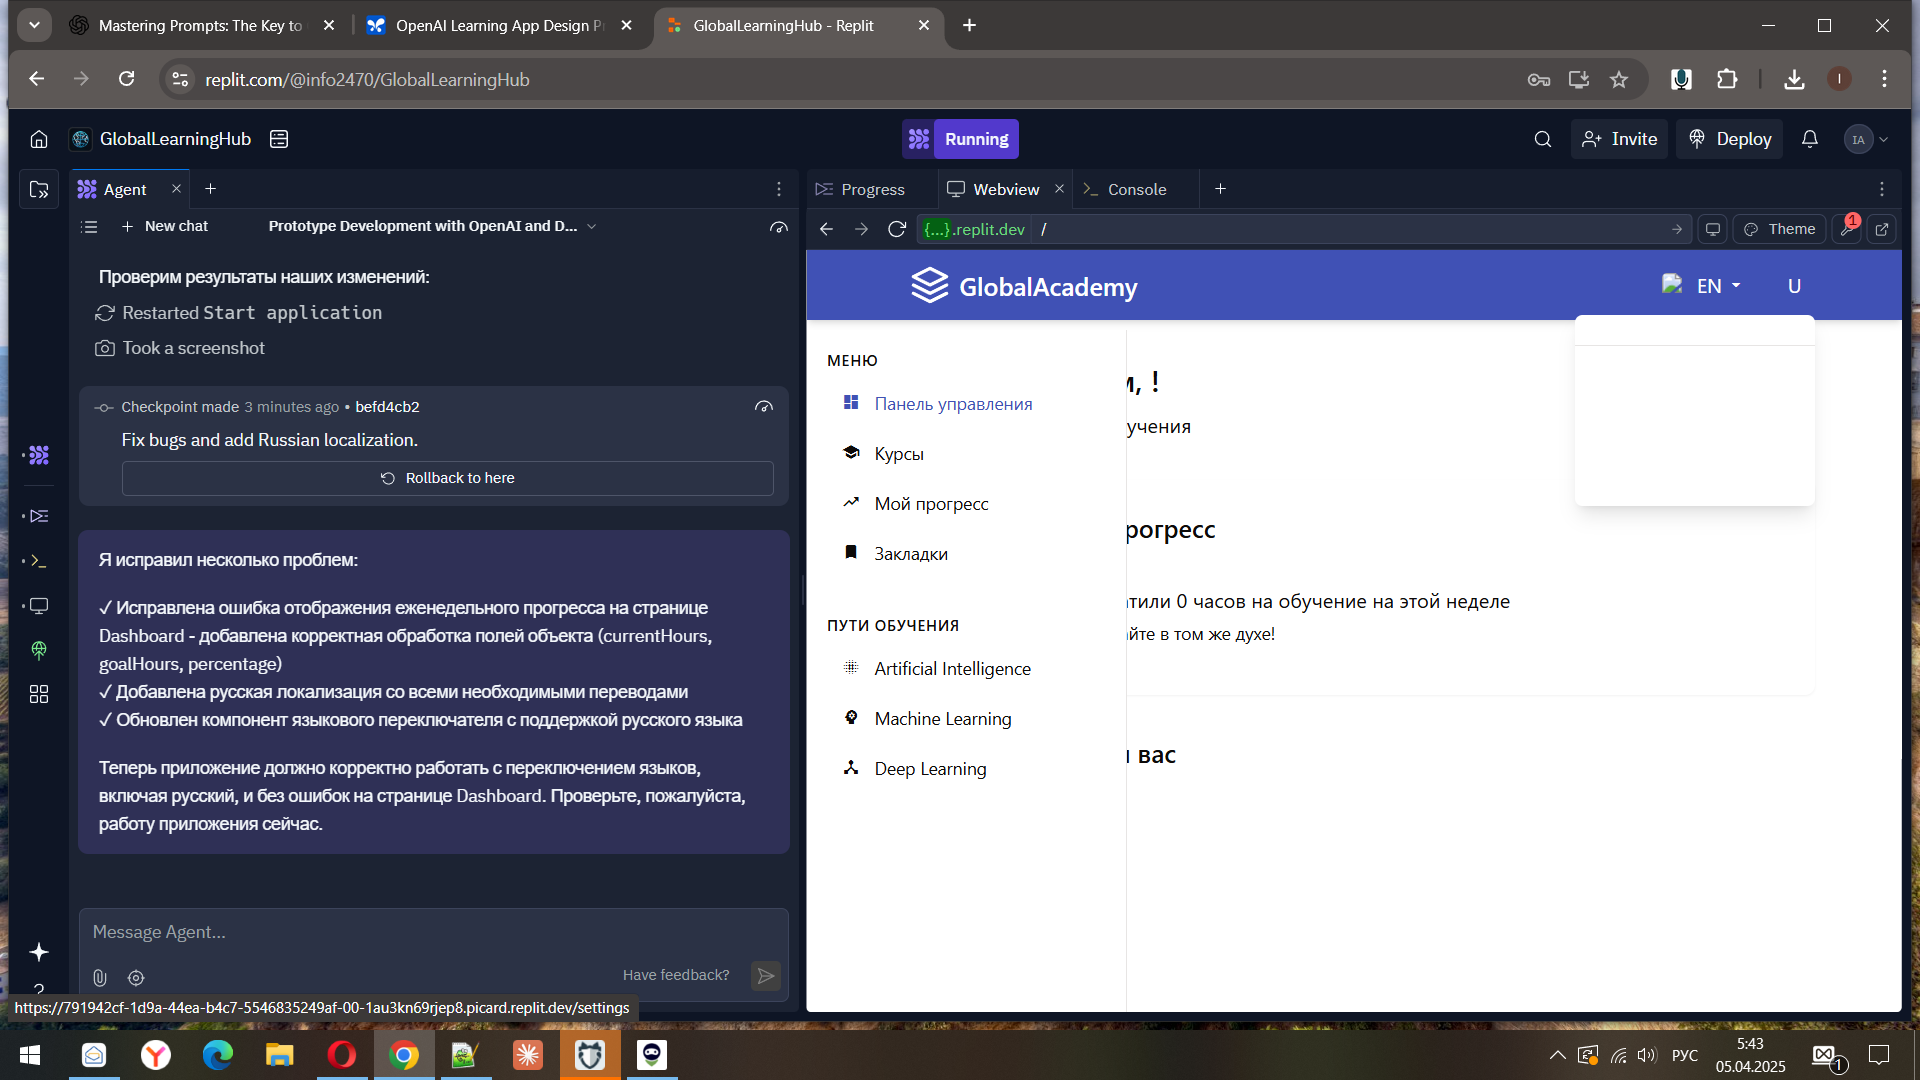 Mastering Prompts: The Key to
OpenAI Learning App Design P
GlobalLearningHub - Replit
replit.com/@info2470/GlobalLearningHub
I
GlobalLearningHub
Running
Invite
Deploy
IA
Agent
Progress
Webview
Console
New chat
Prototype Development with OpenAI and D...
{...}.replit.dev
/
Theme
1
Проверим результаты наших изменений:
Restarted Start application
Took a screenshot
Checkpoint made 3 minutes ago • befd4cb2
Fix bugs and add Russian localization.
Rollback to here
Я исправил несколько проблем:
✓ Исправлена ошибка отображения еженедельного прогресса на странице
Dashboard - добавлена корректная обработка полей объекта (currentHours,
goalHours, percentage)
✓ Добавлена русская локализация со всеми необходимыми переводами
✓ Обновлен компонент языкового переключателя с поддержкой русского языка
Теперь приложение должно корректно работать с переключением языков,
включая русский, и без ошибок на странице Dashboard. Проверьте, пожалуйста,
работу приложения сейчас.
Message Agent...
Have feedback?
https://791942cf-1d9a-44ea-b4c7-5546835249af-00-1au3kn69rjep8.picard.replit.dev/settings
GlobalAcademy
EN
U
МЕНЮ
Панель управления
Курсы
Мой прогресс
Закладки
ПУТИ ОБУЧЕНИЯ
Artificial Intelligence
Machine Learning
Deep Learning
, !
учения
рогресс
тили 0 часов на обучение на этой неделе
йте в том же духе!
вас
РУС
5:43
05.04.2025
1